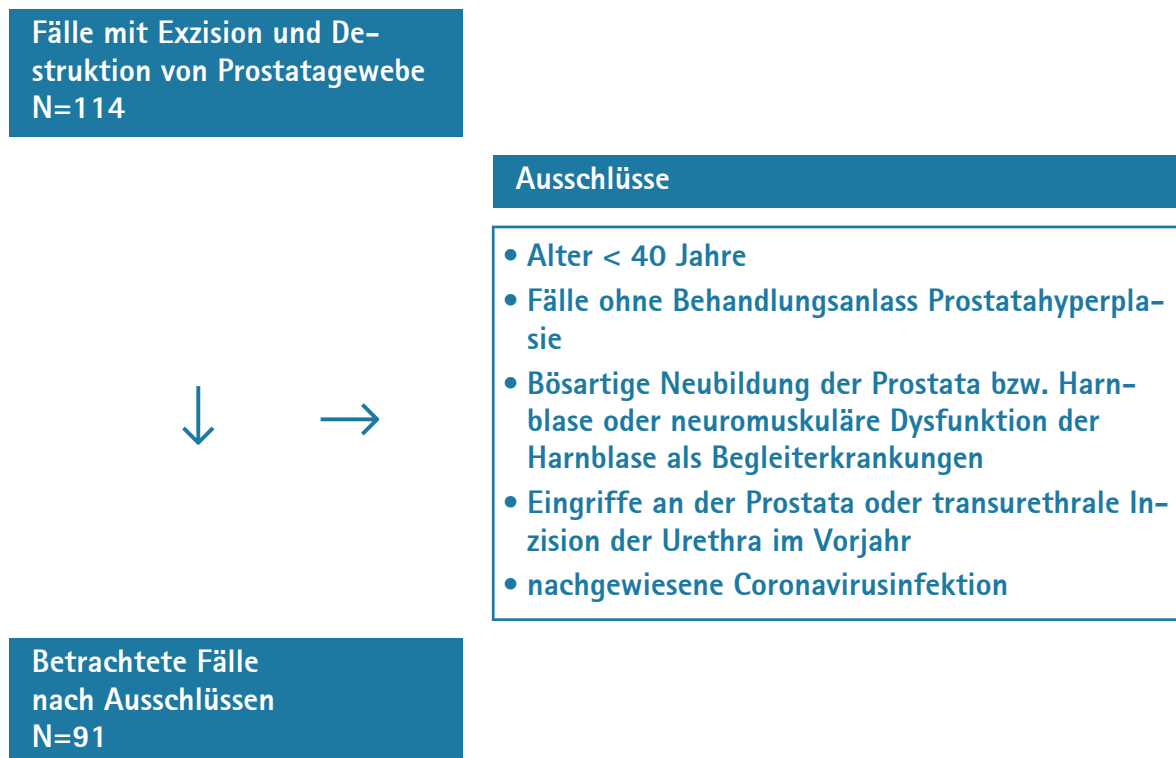 Fälle mit Exzision und De-
struktion von Prostatagewebe
N=114
Ausschlüsse
• Alter < 40 Jahre
• Fälle ohne Behandlungsanlass Prostatahyperpla-
sie
• Bösartige Neubildung der Prostata bzw. Harn-
blase oder neuromuskuläre Dysfunktion der
Harnblase als Begleiterkrankungen
• Eingriffe an der Prostata oder transurethrale In-
zision der Urethra im Vorjahr
• nachgewiesene Coronavirusinfektion
Betrachtete Fälle
nach Ausschlüssen
N=91